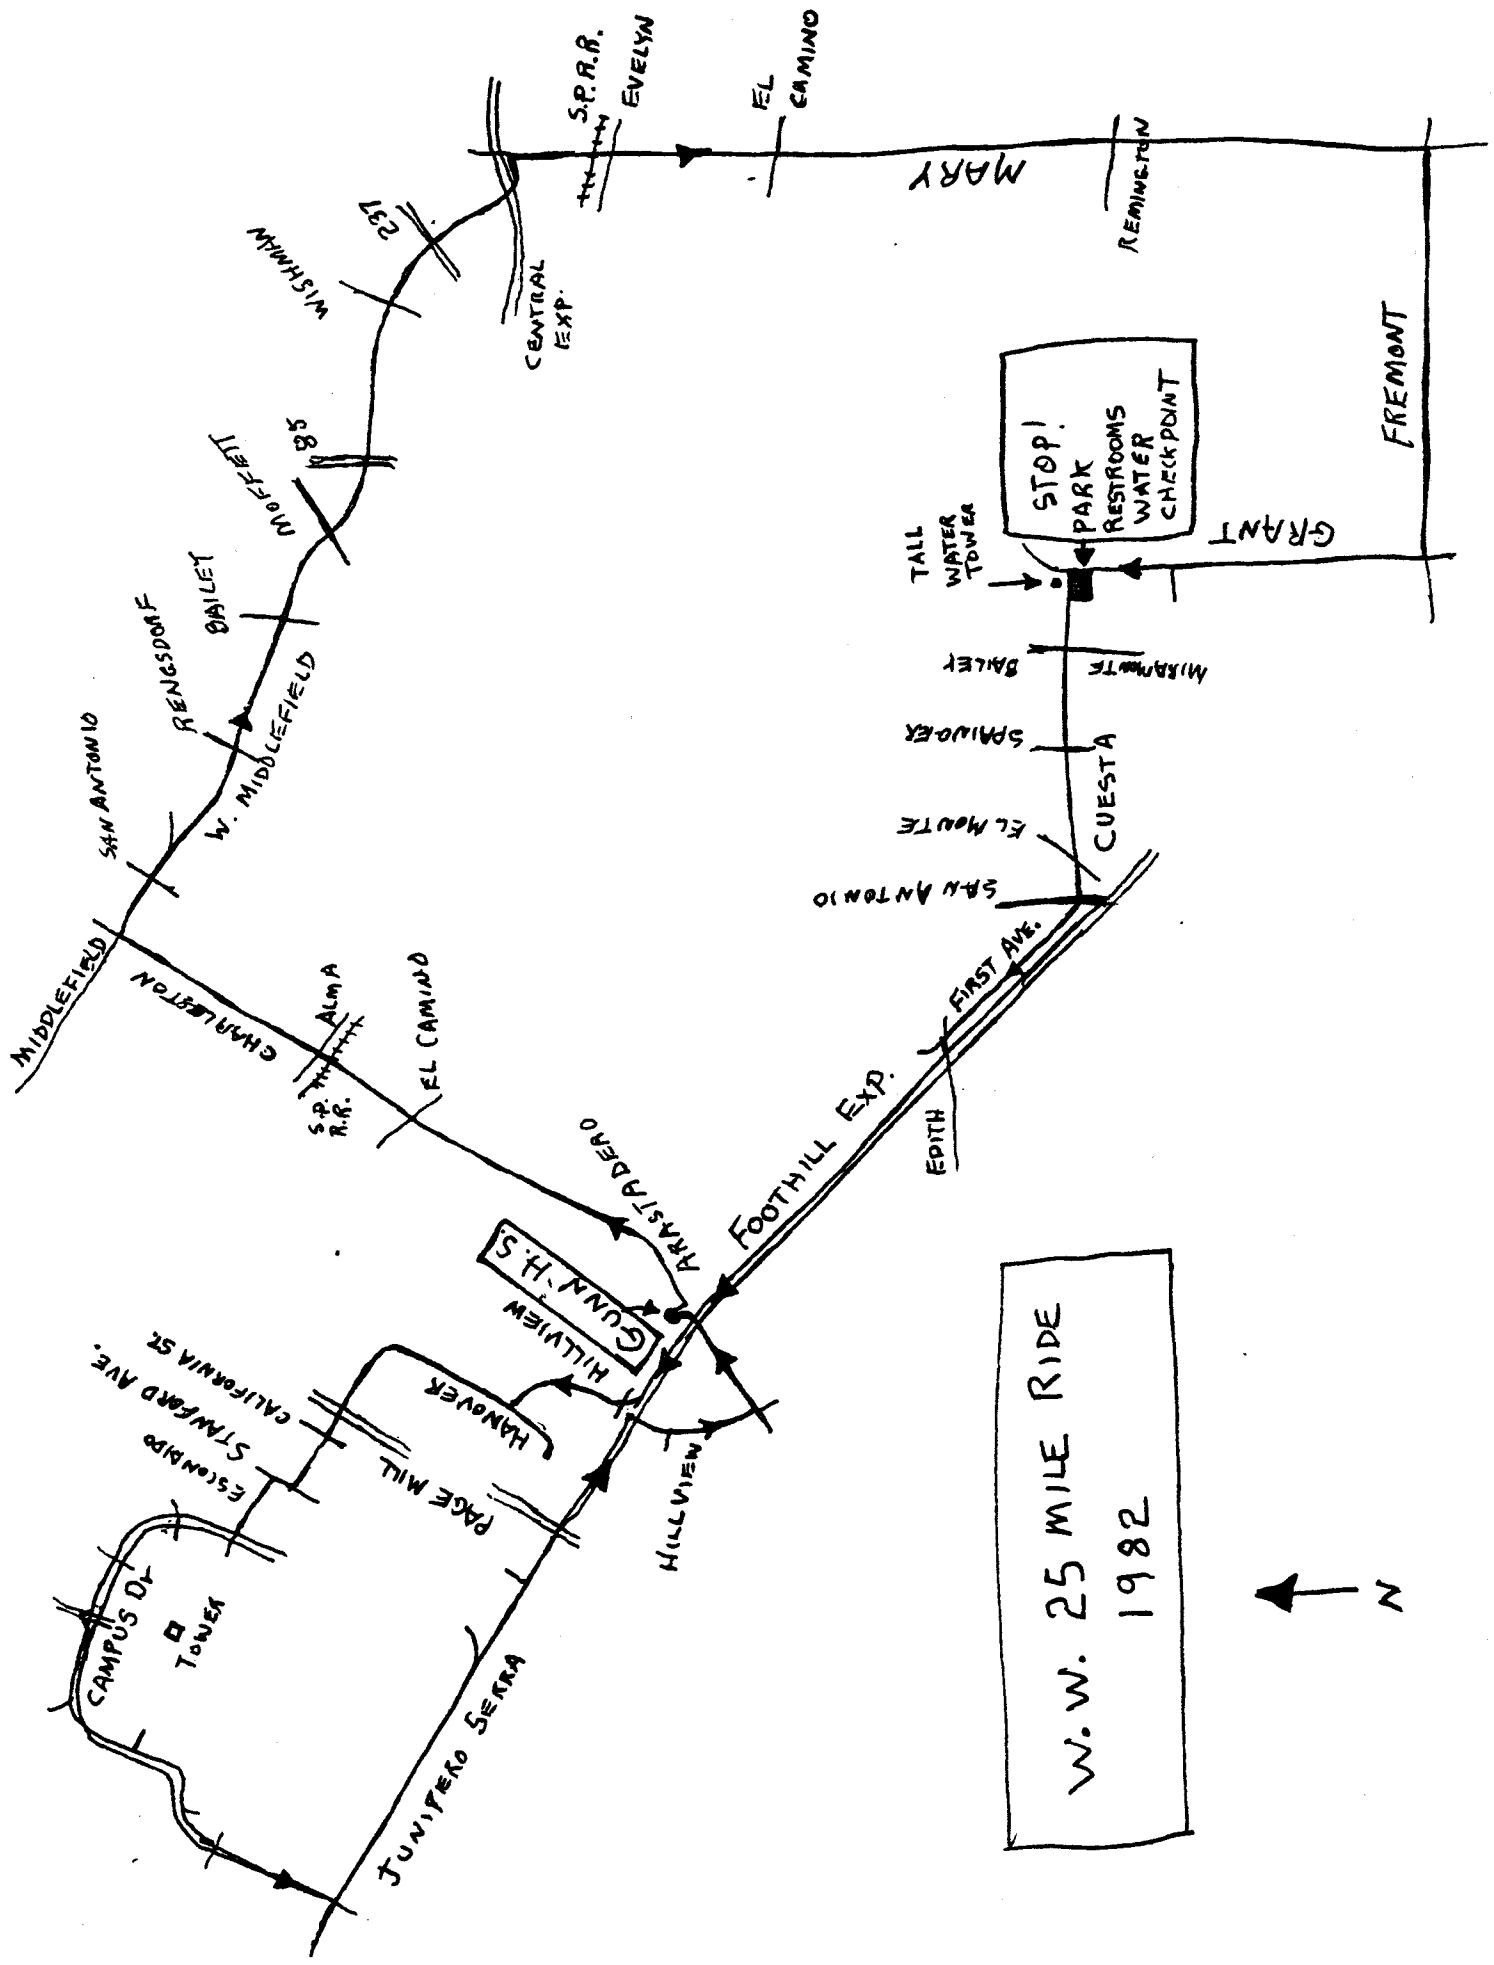 W. W. 25 MILE RIDE
1982
N
GUNN H.S.
ARASTADERO
EL CAMINO
S.P.
R.R.
ALMA
CHARLESTON
MIDDLEFIELD
SAN ANTONIO
W. MIDDLEFIELD
RENGSDORF
BAILEY
MOFFETT
85
WISHMAN
237
CENTRAL
EXP.
S.P.R.R.
EVELYN
EL
CAMINO
MARY
REMINGTON
FREMONT
GRANT
STOP!
PARK
RESTROOMS
WATER
CHECKPOINT
TALL
WATER
TOWER
BAILEY
MIRAMONTE
SPRINGER
CUESTA
EL MONTE
SAN ANTONIO
FIRST AVE.
EDITH
FOOTHILL EXP.
HILLVIEW
HANOVER
PAGE MILL
CALIFORNIA ST.
STANFORD AVE.
ESCONDIDO
CAMPUS Dr
TOWER
JUNIPERO SERRA
HILLVIEW